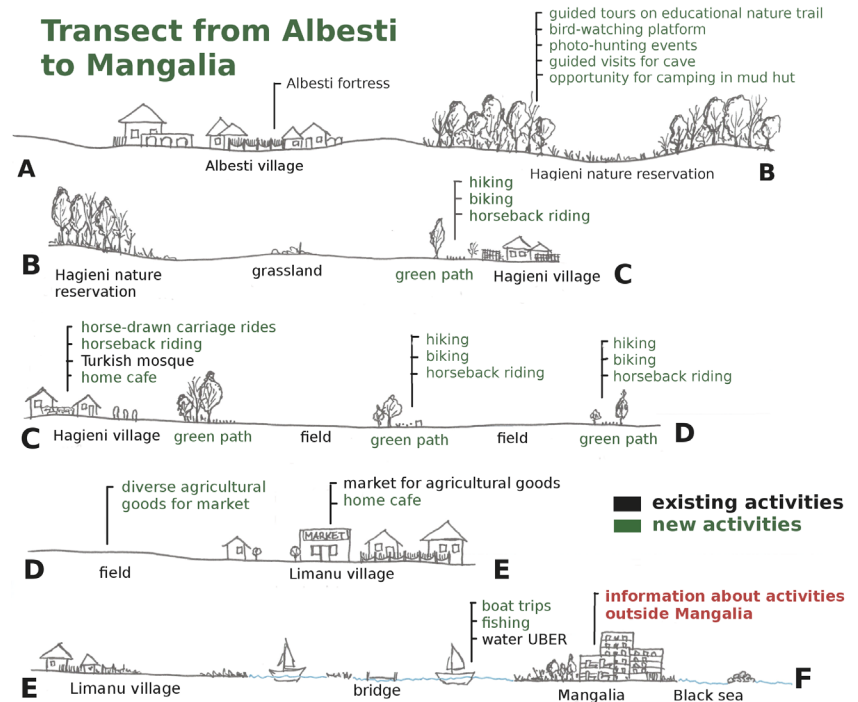 Transect from Albesti
to Mangalia
Albesti fortress
guided tours on educational nature trail
bird-watching platform
photo-hunting events
guided visits for cave
opportunity for camping in mud hut
A
Albesti village
Hagieni nature reservation
B
hiking
biking
horseback riding
B
Hagieni nature
reservation
grassland
green path
Hagieni village
C
horse-drawn carriage rides
horseback riding
Turkish mosque
home cafe
hiking
biking
horseback riding
hiking
biking
horseback riding
C
Hagieni village
green path
field
green path
field
green path
D
diverse agricultural
goods for market
market for agricultural goods
home cafe
MARKET
existing activities
new activities
D
field
Limanu village
E
boat trips
fishing
water UBER
information about activities
outside Mangalia
E
Limanu village
bridge
Mangalia
Black sea
F